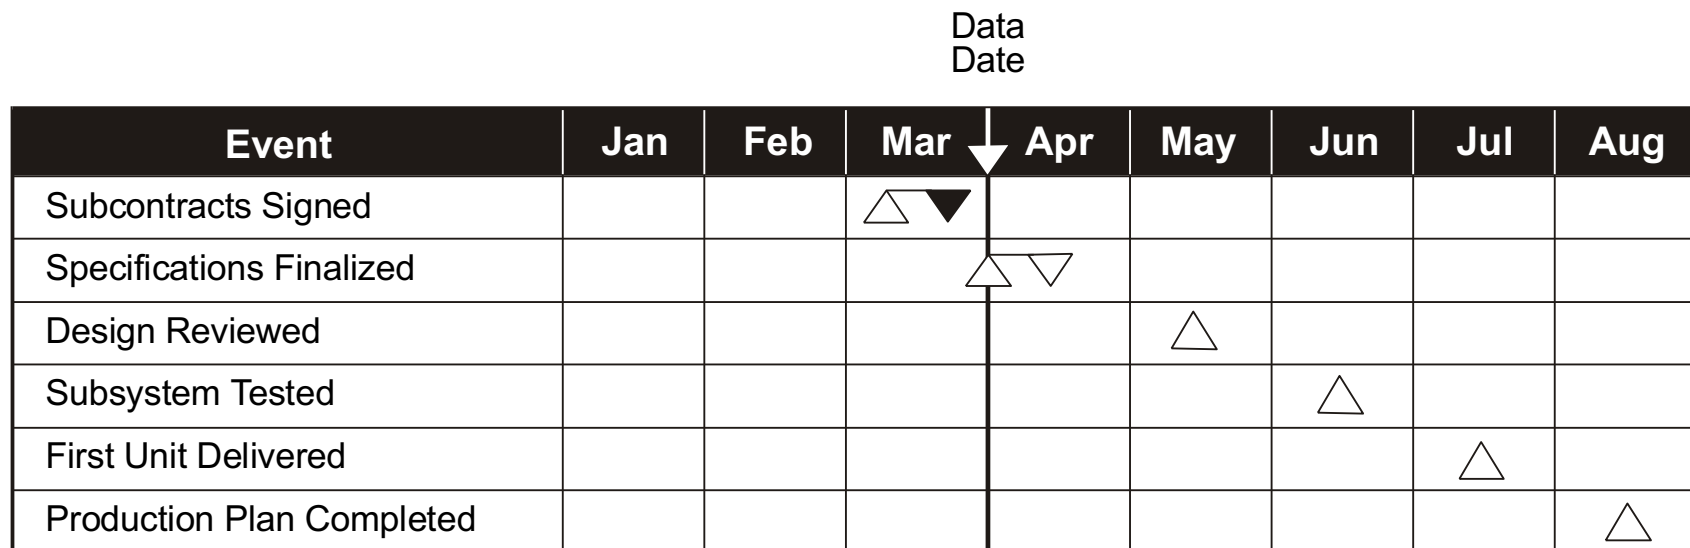 Data
Date
Event Jan Feb Mar Apr May Jun Jul Aug
Subcontracts Signed
Specifications Finalized
Design Reviewed
Subsystem Tested
First Unit Delivered
Production Plan Completed